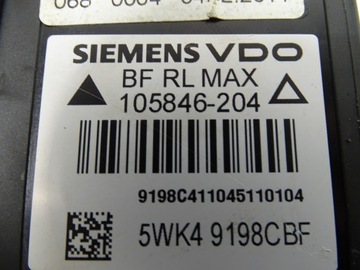 SIEMENS VDO
BF RL MAX
105846-204
9198C411045110104
5WK4 9198CBF